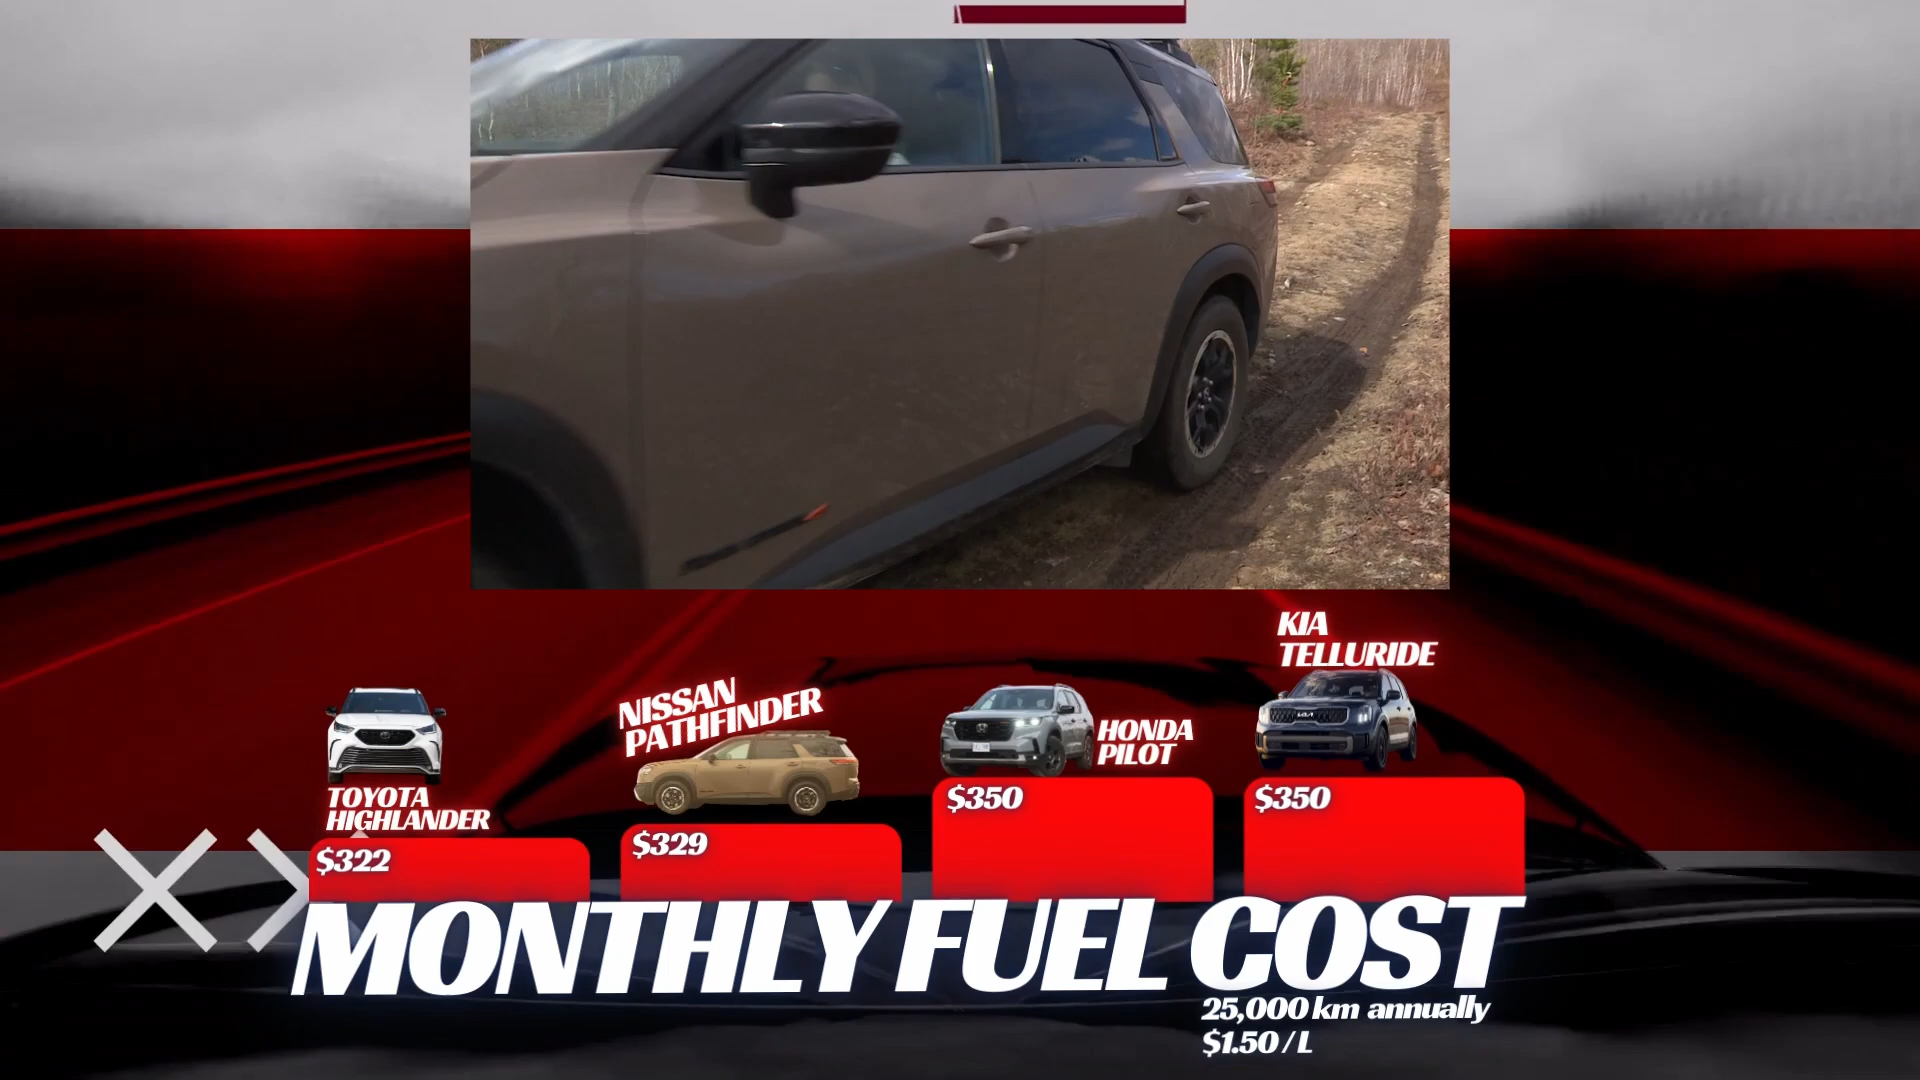 KIA
TELLURIDE
NISSAN
PATHFINDER
HONDA
PILOT
TOYOTA
HIGHLANDER
$322
$329
$350
$350
MONTHLY FUEL COST
25,000 km annually
$1.50 / L